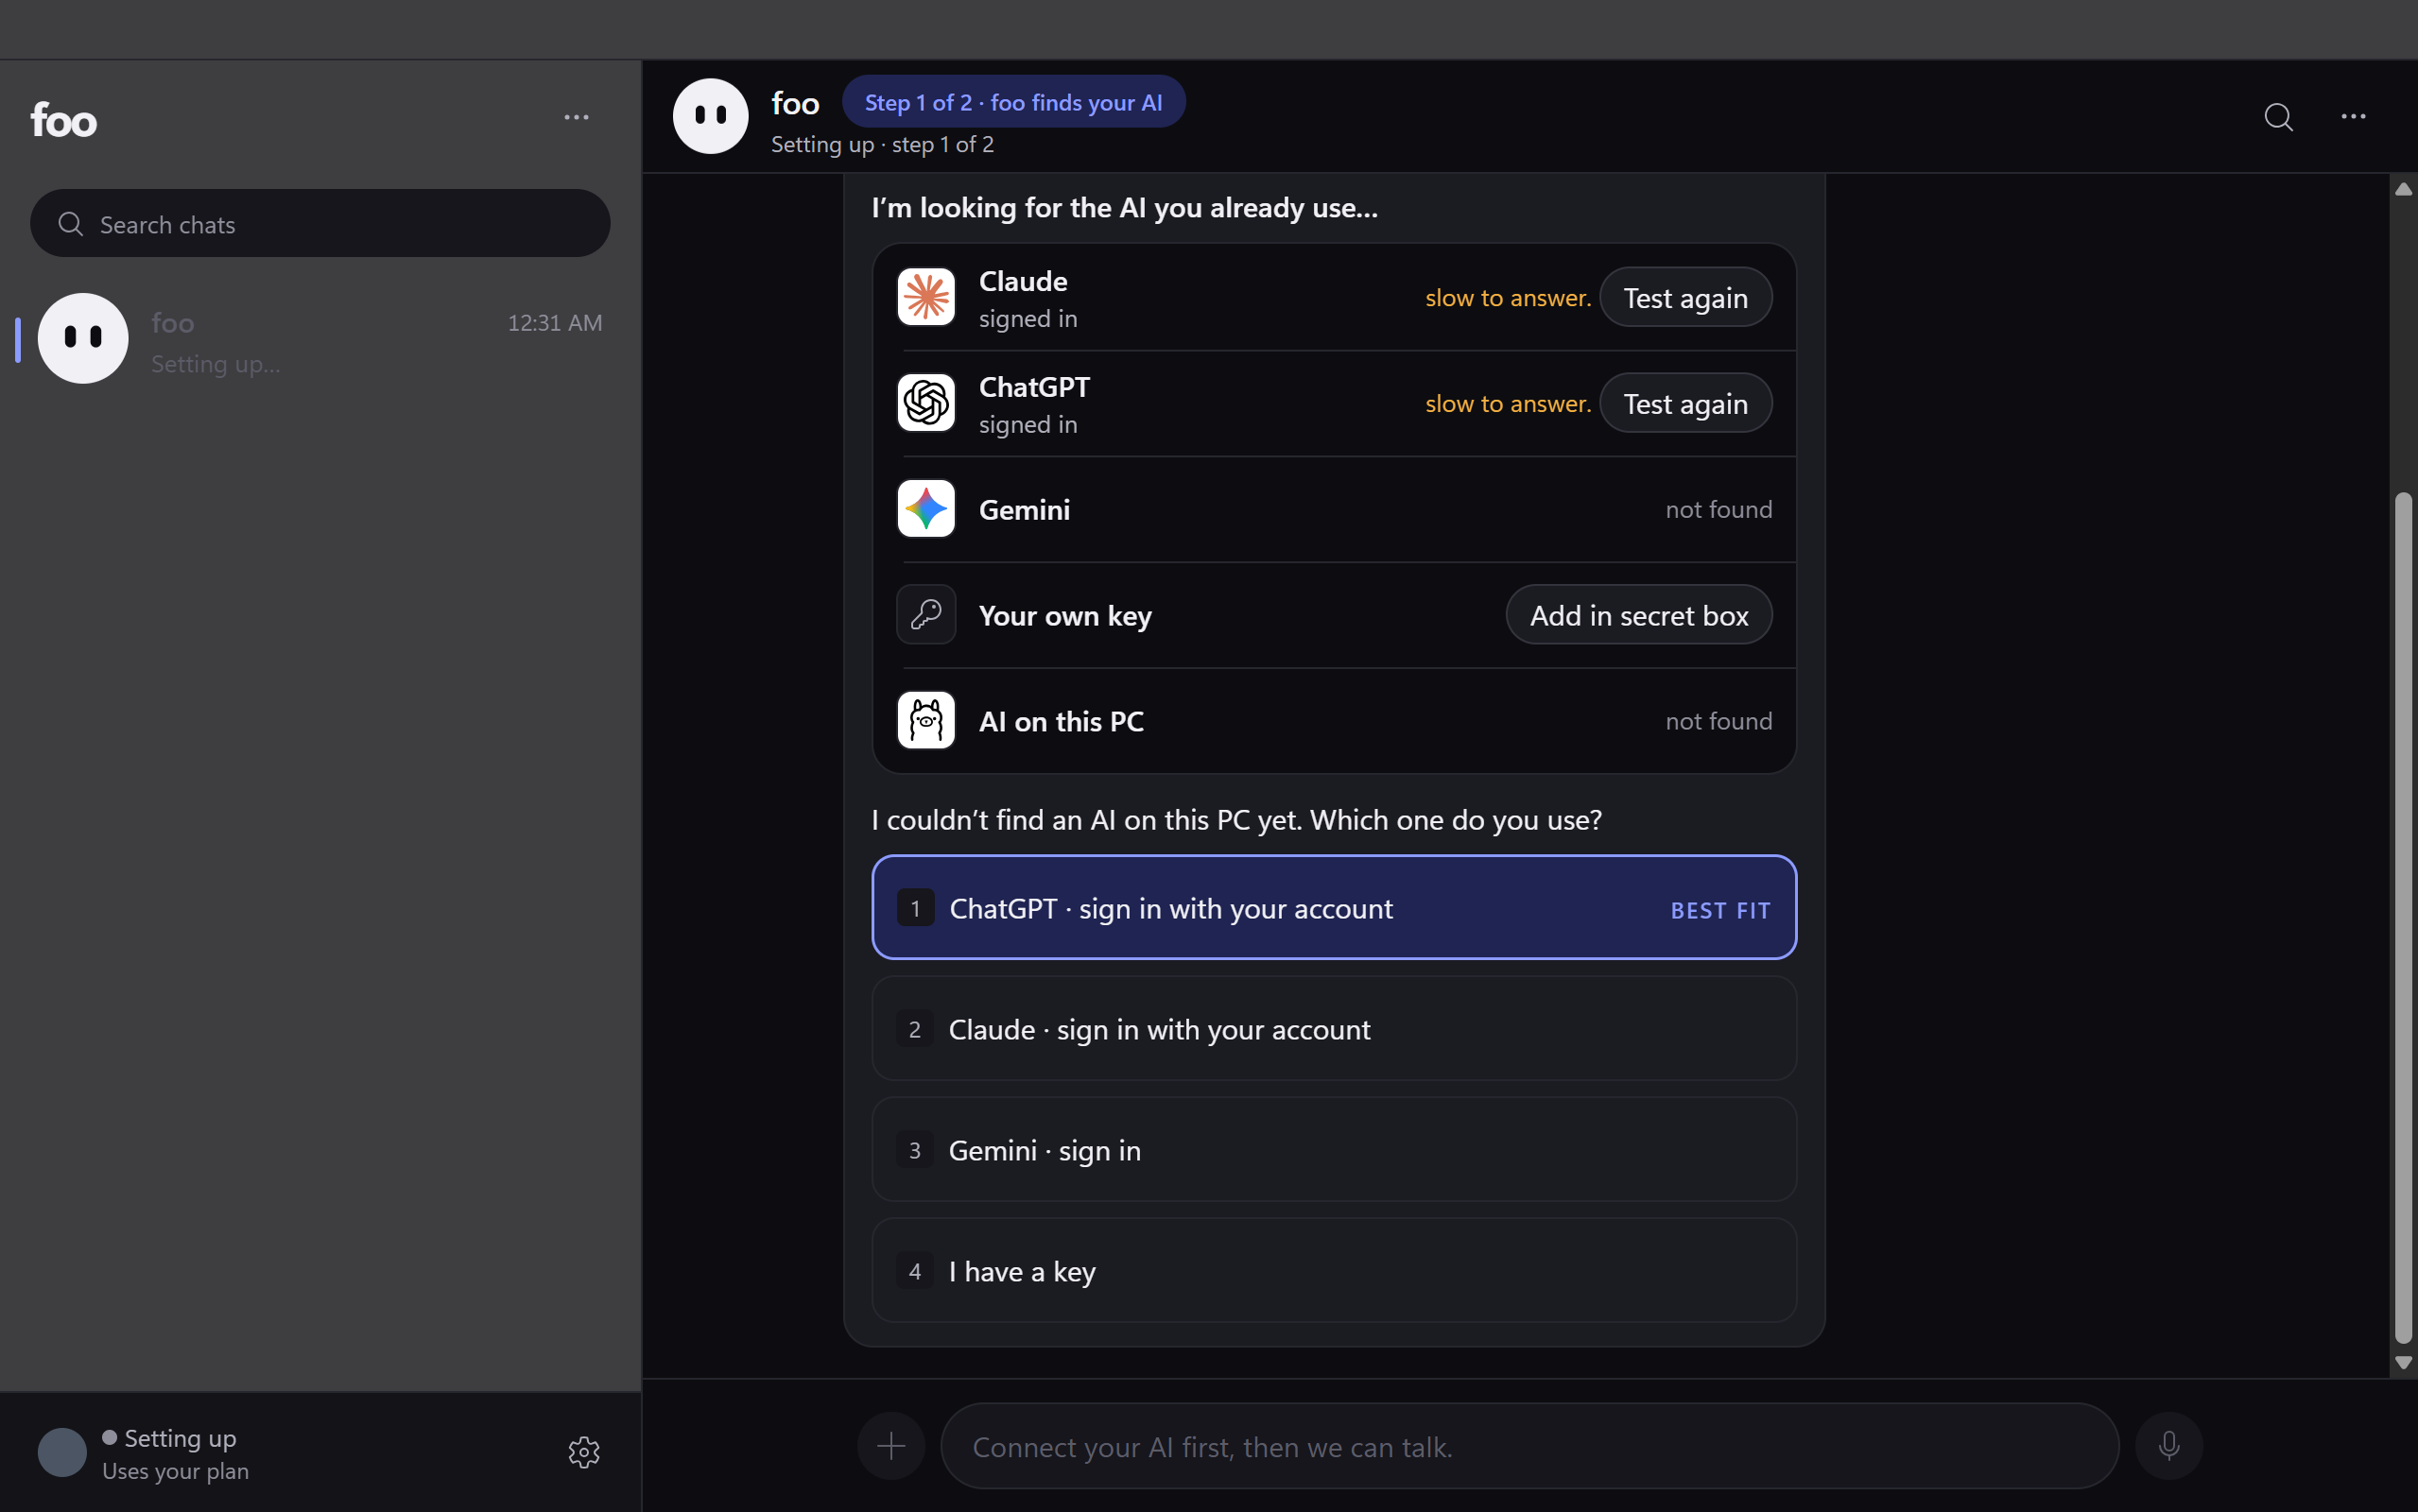 foo
Search chats
foo
12:31 AM
Setting up...
Setting up
Uses your plan
foo
Step 1 of 2 · foo finds your AI
Setting up · step 1 of 2
I’m looking for the AI you already use...
Claude
signed in
slow to answer.
Test again
ChatGPT
signed in
slow to answer.
Test again
Gemini
not found
Your own key
Add in secret box
AI on this PC
not found
I couldn’t find an AI on this PC yet. Which one do you use?
1 ChatGPT · sign in with your account BEST FIT
2 Claude · sign in with your account
3 Gemini · sign in
4 I have a key
Connect your AI first, then we can talk.